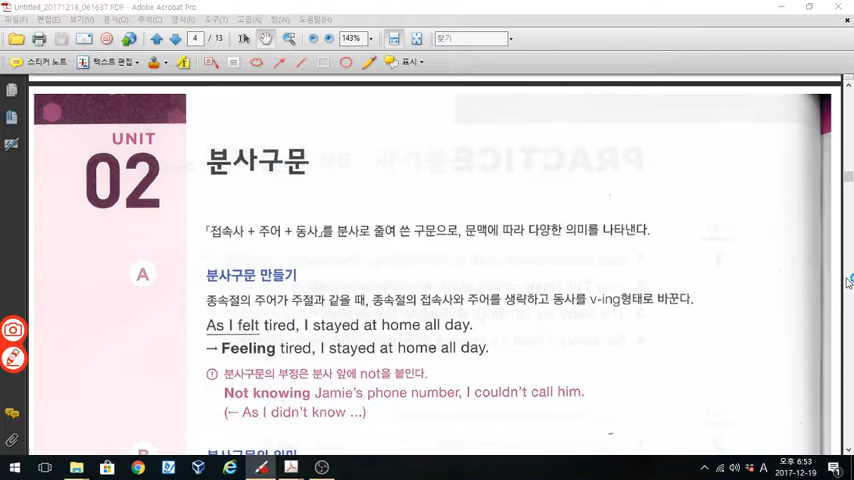 Untitled_20171218_061637.PDF - Adobe Acrobat Pro
파일(F) 편집(E) 보기(V) 문서(D) 주석(C) 양식(R) 도구(T) 고급(A) 창(W) 도움말(H)
4 / 13 143% 찾기
스티커 노트 텍스트 편집 표시
UNIT
02
분사구문
「접속사 + 주어 + 동사」를 분사로 줄여 쓴 구문으로, 문맥에 따라 다양한 의미를 나타낸다.
A
분사구문 만들기
종속절의 주어가 주절과 같을 때, 종속절의 접속사와 주어를 생략하고 동사를 v-ing형태로 바꾼다.
As I felt tired, I stayed at home all day.
→ Feeling tired, I stayed at home all day.
! 분사구문의 부정은 분사 앞에 not을 붙인다.
Not knowing Jamie's phone number, I couldn't call him.
(← As I didn't know ...)
B
분사구문의 의미
A 오후 6:53
2017-12-19